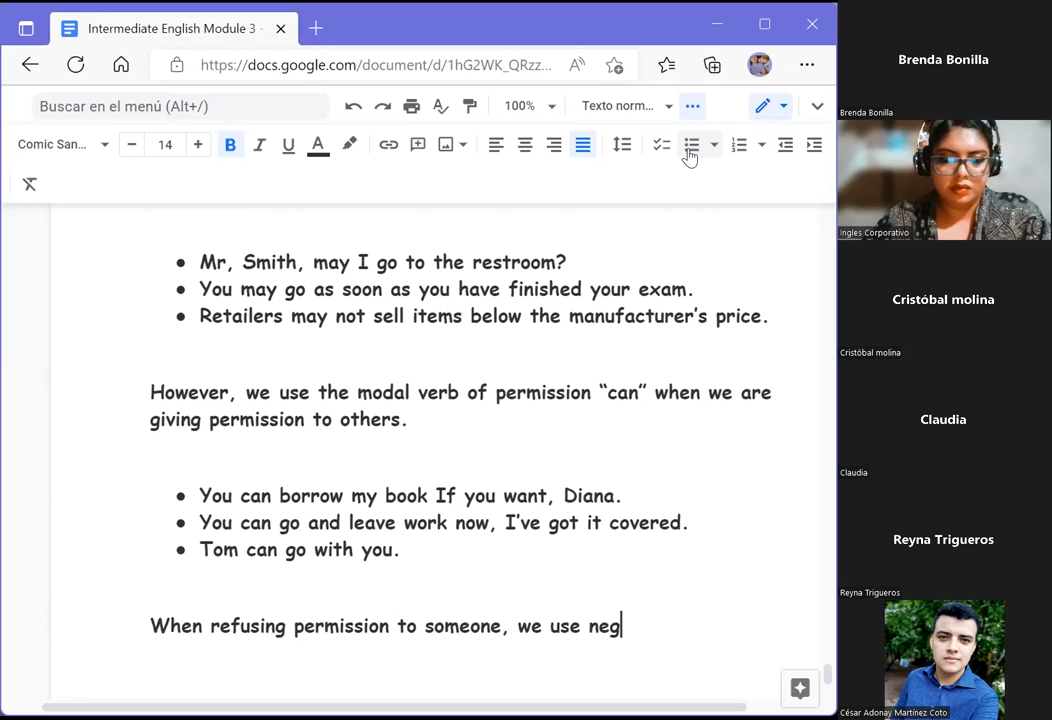 Intermediate English Module 3 -
https://docs.google.com/document/d/1hG2WK_QRzz...
Buscar en el menú (Alt+/)
100%
Texto norm...
Comic San...
14
B I U A
• Mr, Smith, may I go to the restroom?
• You may go as soon as you have finished your exam.
• Retailers may not sell items below the manufacturer's price.
However, we use the modal verb of permission “can” when we are
giving permission to others.
• You can borrow my book If you want, Diana.
• You can go and leave work now, I've got it covered.
• Tom can go with you.
When refusing permission to someone, we use neg
Brenda Bonilla
Brenda Bonilla
Ingles Corporativo
Cristóbal molina
Cristóbal molina
Claudia
Claudia
Reyna Trigueros
Reyna Trigueros
César Adonay Martínez Coto